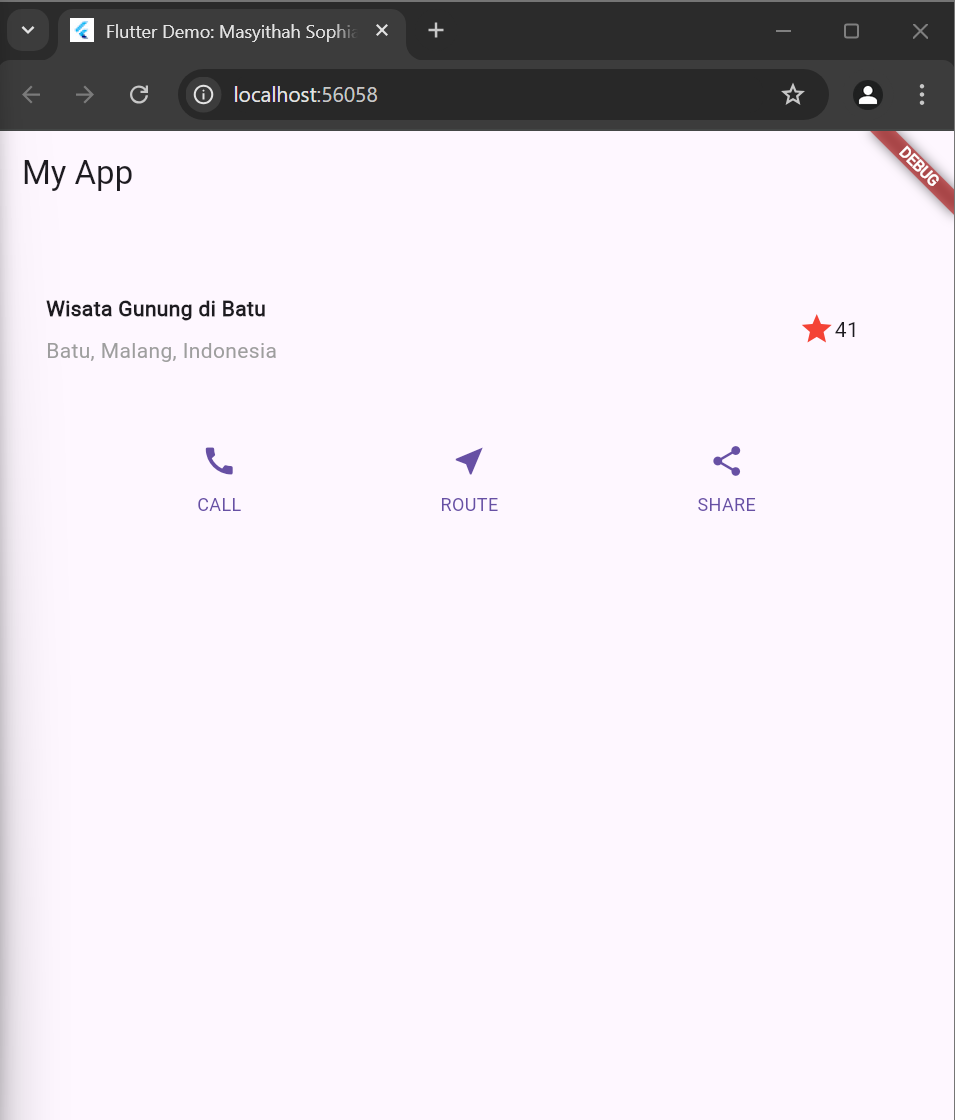 Flutter Demo: Masyithah Sophia
localhost:56058
My App
DEBUG
Wisata Gunung di Batu
41
Batu, Malang, Indonesia
CALL ROUTE SHARE